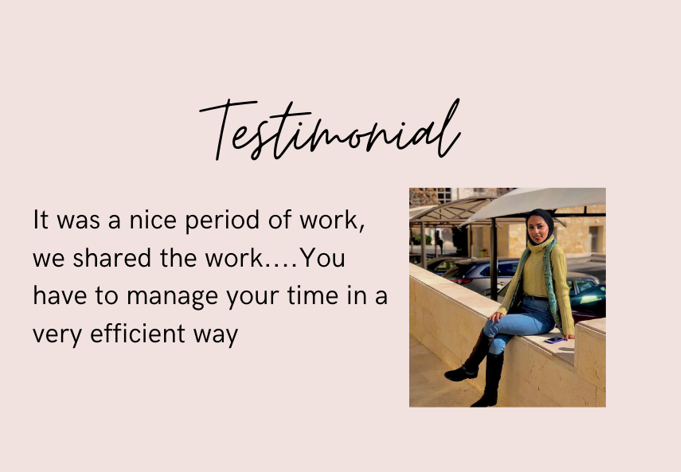 Testimonial
It was a nice period of work,
we shared the work....You
have to manage your time in a
very efficient way